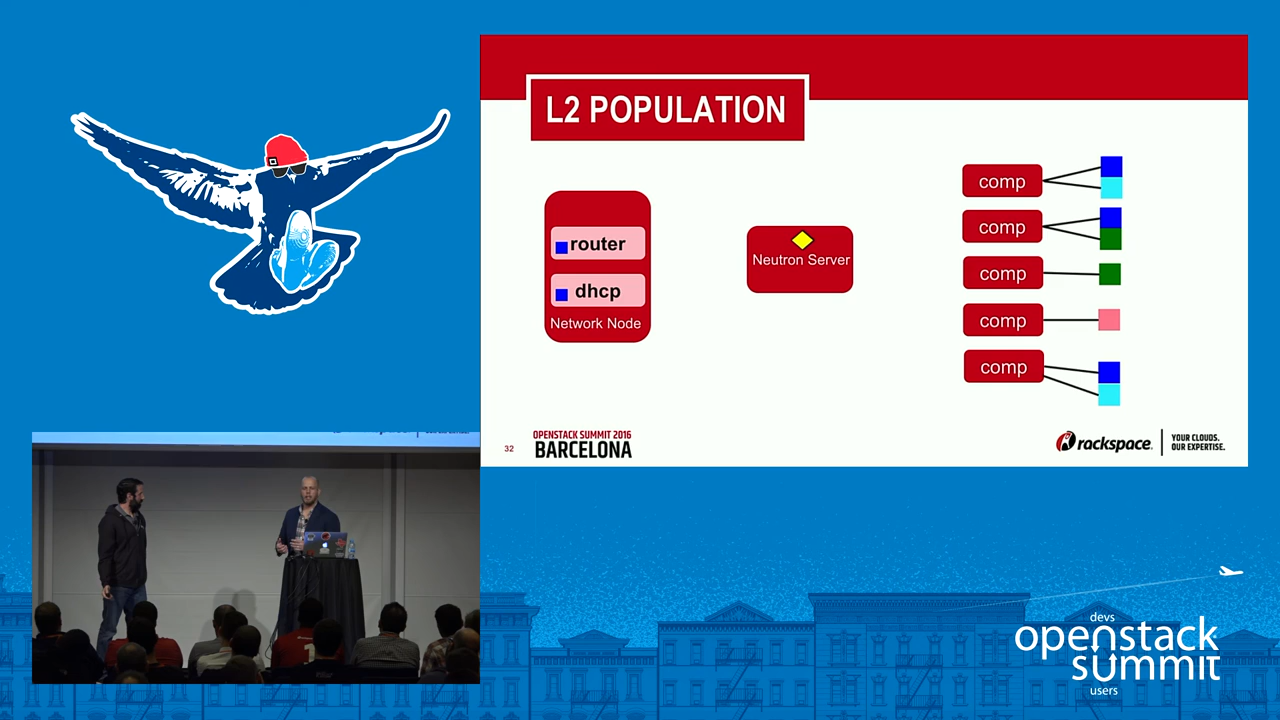 L2 POPULATION
router
dhcp
Network Node
Neutron Server
comp
comp
comp
comp
comp
32
OPENSTACK SUMMIT 2016
BARCELONA
rackspace.
YOUR CLOUDS.
OUR EXPERTISE.
devs
openstack
summit
users